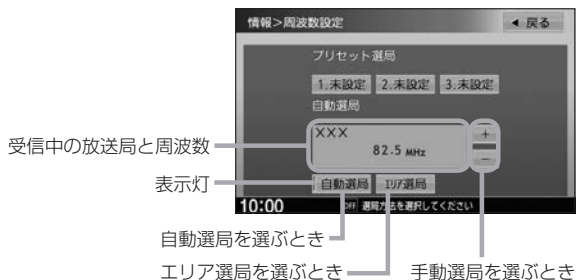 情報>周波数設定
◀ 戻る
プリセット選局
1.未設定 2.未設定 3.未設定
自動選局
XXX
82.5 MHz
+
−
自動選局 エリア選局
10:00 OFF 選局方法を選択してください
受信中の放送局と周波数
表示灯
自動選局を選ぶとき
エリア選局を選ぶとき
手動選局を選ぶとき